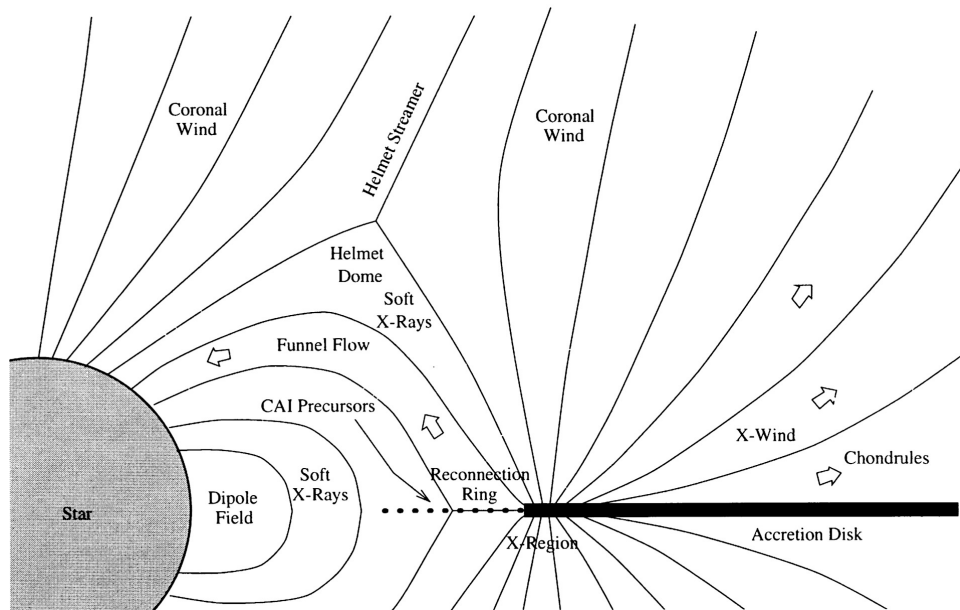 Coronal
Wind
Helmet Streamer
Coronal
Wind
Helmet
Dome
Soft
X-Rays
Funnel Flow
CAI Precursors
X-Wind
Chondrules
Reconnection
Ring
Soft
X-Rays
Dipole
Field
Star
X-Region
Accretion Disk